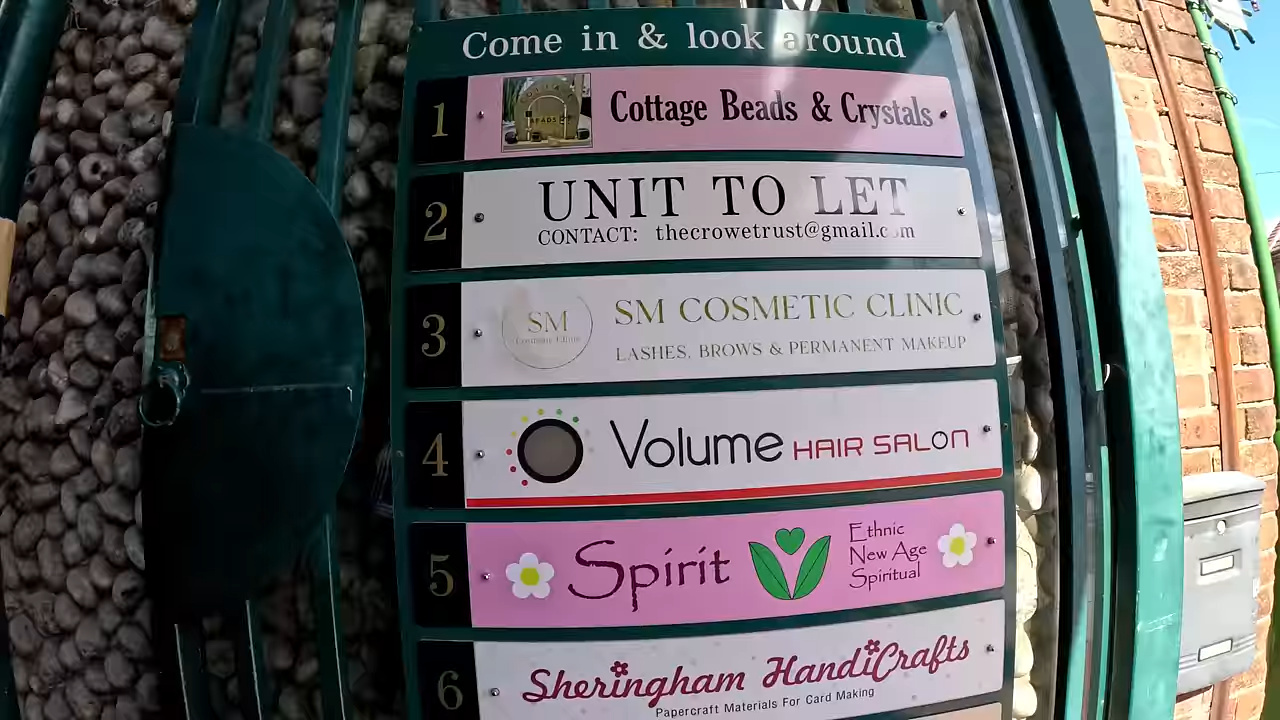 Come in & look around
1
BEADS
Cottage Beads & Crystals
2
UNIT TO LET
CONTACT: thecrowetrust@gmail.com
3
SM
Cosmetic Clinic
SM COSMETIC CLINIC
LASHES, BROWS & PERMANENT MAKEUP
4
Volume HAIR SALON
5
Spirit
Ethnic
New Age
Spiritual
6
Sheringham HandiCrafts
Papercraft Materials For Card Making